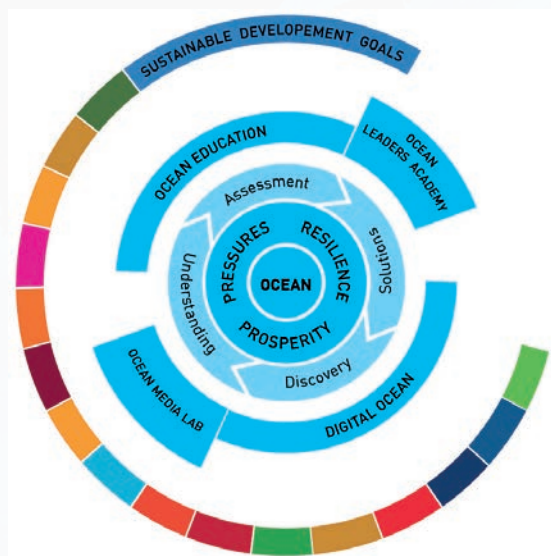 SUSTAINABLE DEVELOPEMENT GOALS
OCEAN EDUCATION
OCEAN
LEADERS ACADEMY
Assessment
Solutions
Discovery
Understanding
PRESSURES
RESILIENCE
PROSPERITY
OCEAN
OCEAN MEDIA LAB
DIGITAL OCEAN